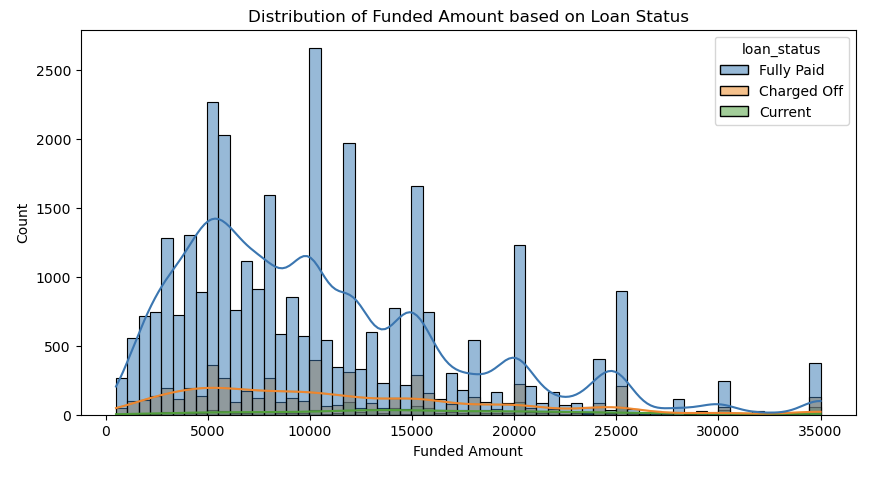 Distribution of Funded Amount based on Loan Status
loan_status
Fully Paid
Charged Off
Current
Count
2500
2000
1500
1000
500
0
0 5000 10000 15000 20000 25000 30000 35000
Funded Amount